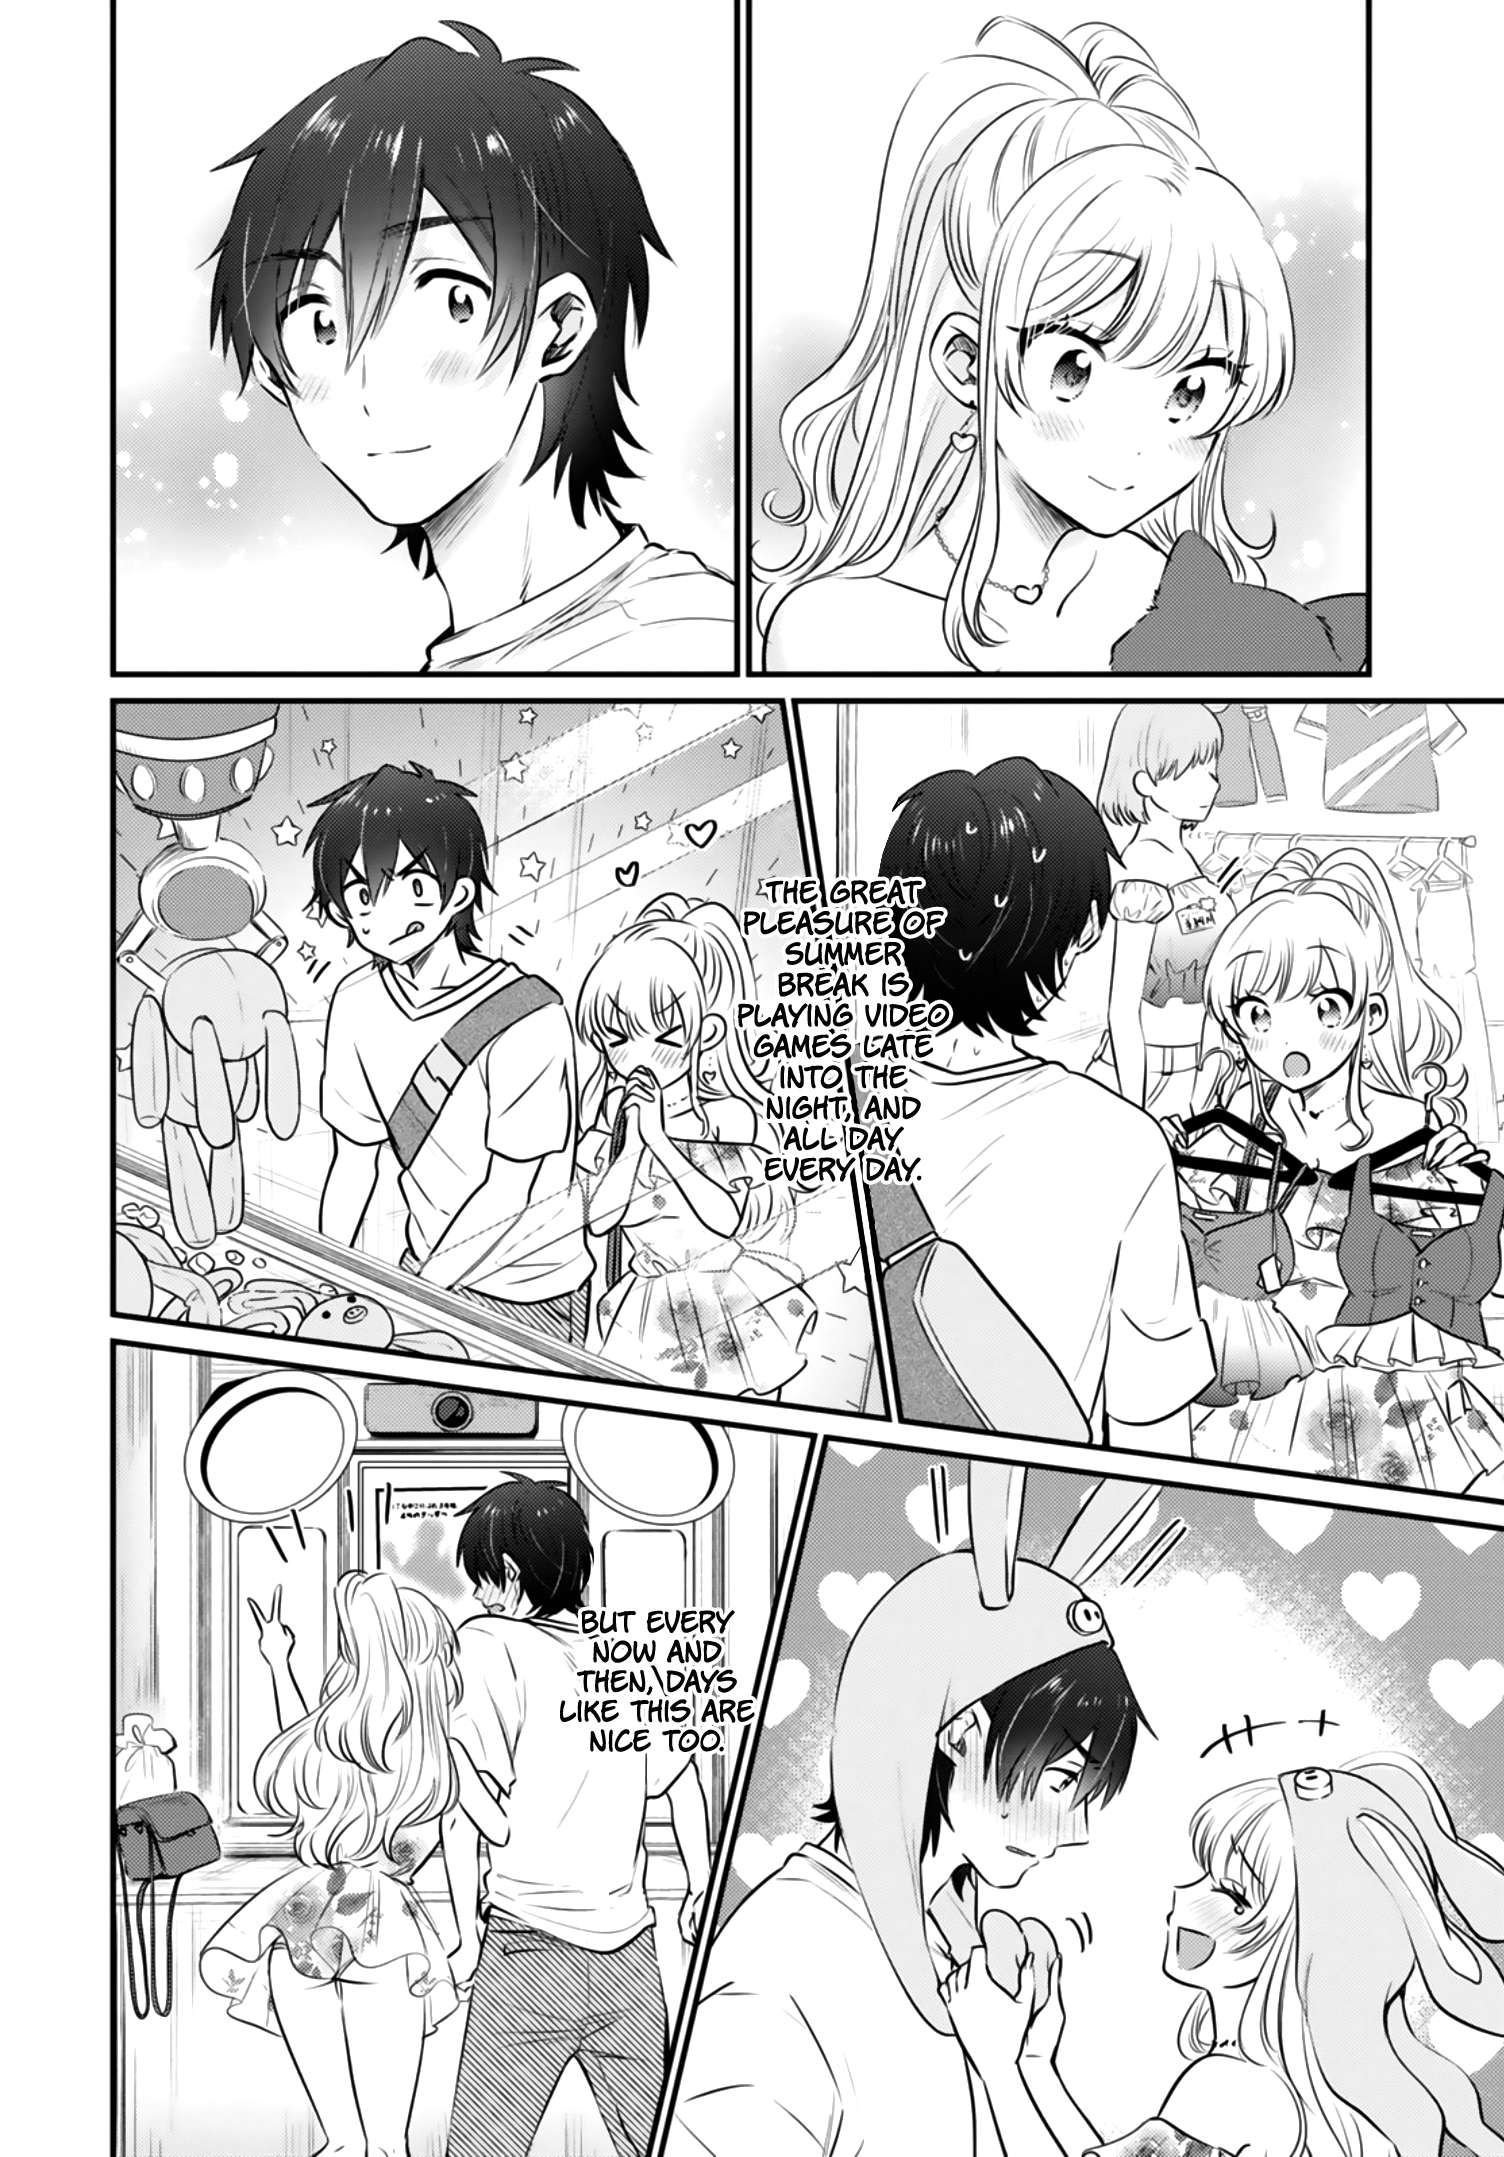 THE GREAT
PLEASURE OF
SUMMER
BREAK IS
PLAYING VIDEO
GAMES LATE
INTO THE
NIGHT, AND
ALL DAY
EVERY DAY.
BUT EVERY
NOW AND
THEN, DAYS
LIKE THIS ARE
NICE TOO.